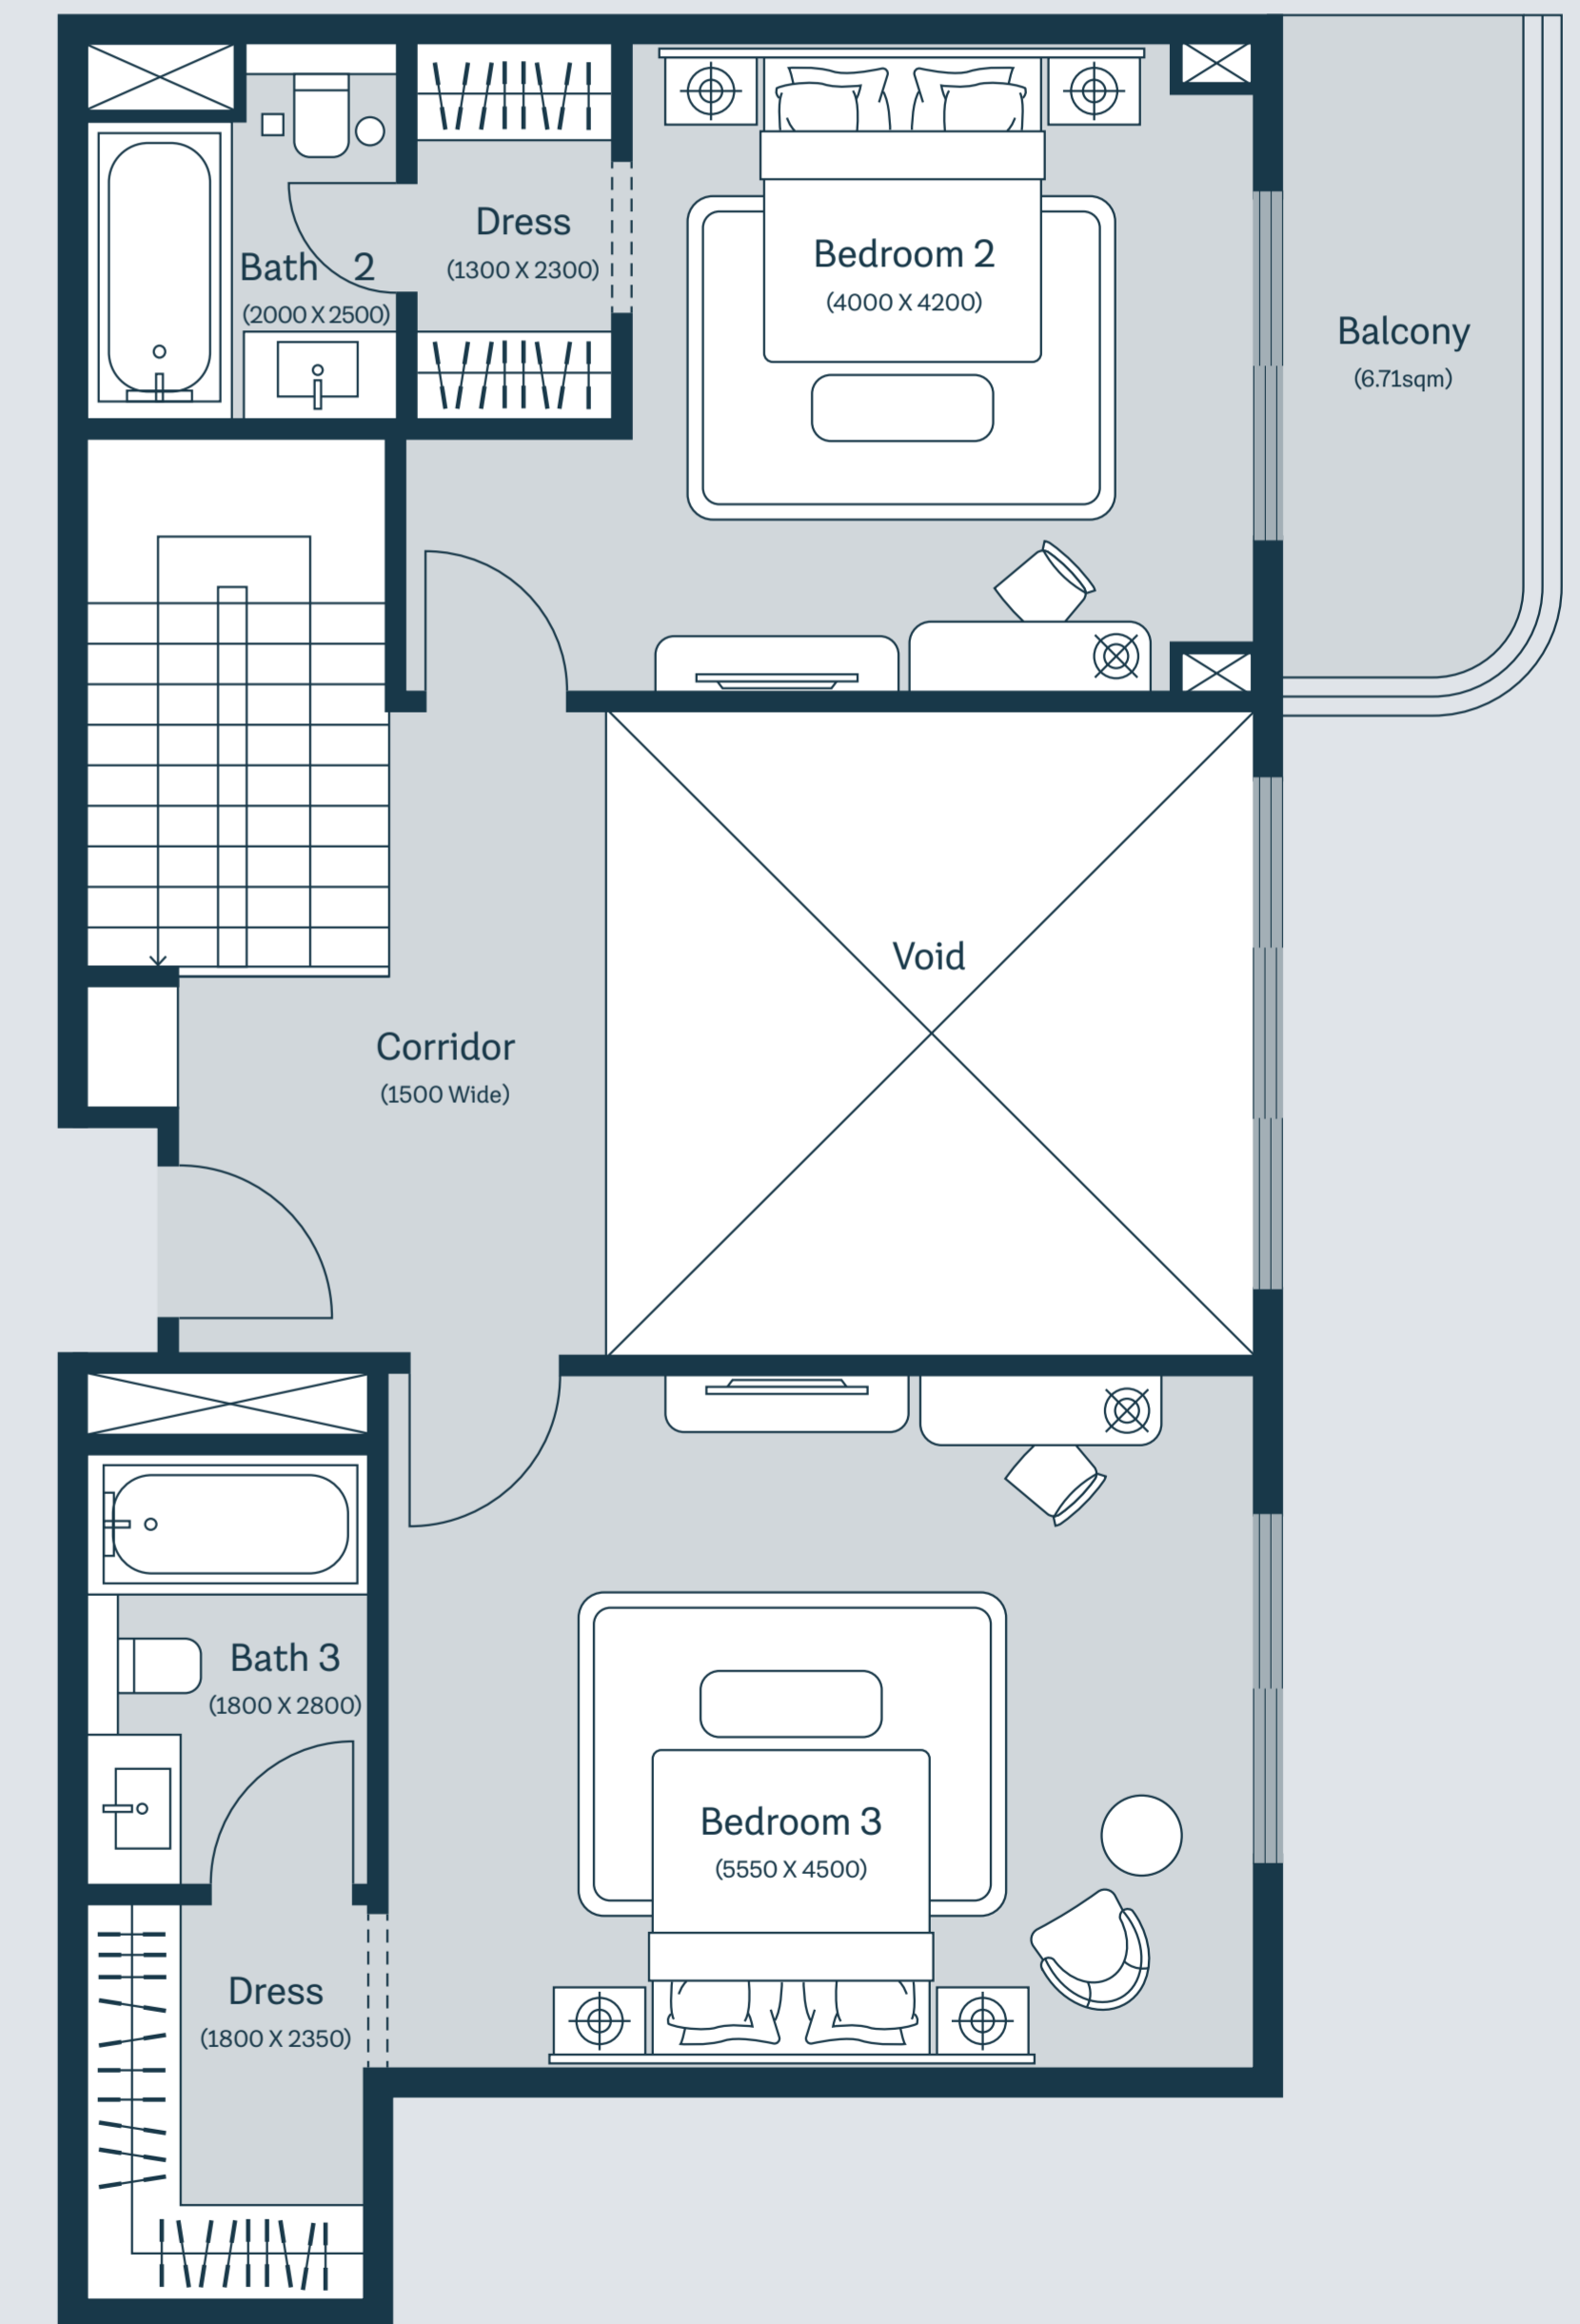 Dress
(1300 X 2300)
Bath 2
(2000 X 2500)
Bedroom 2
(4000 X 4200)
Balcony
(6.71sqm)
Void
Corridor
(1500 Wide)
Bath 3
(1800 X 2800)
Bedroom 3
(5550 X 4500)
Dress
(1800 X 2350)